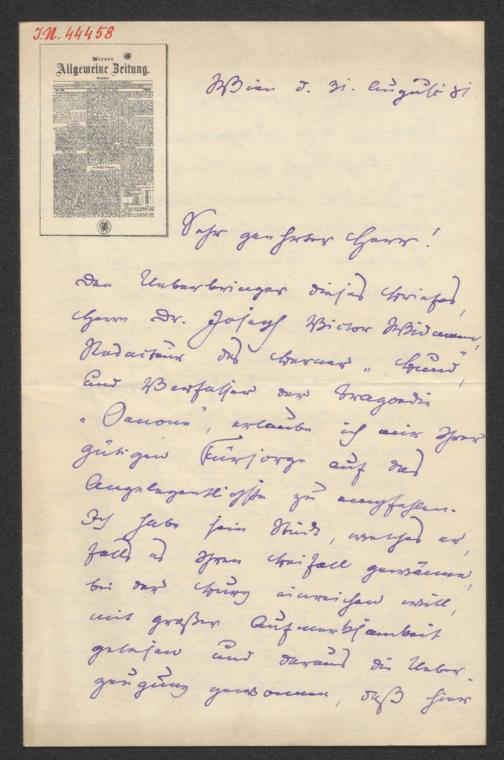 I.N. 44458
Wiener
Allgemeine Zeitung.
Wien d. 31. August 81
Sehr geehrter Herr!
Den Ueberbringer dieses Briefes,
Herrn Dr. Joseph Victor Widmann,
Redacteur des Berner „Bund",
und Verfasser der Tragoedie
„Oenone", erlaube ich mir Ihrer
gütigen Fürsorge auf das
Angelegentlichste zu empfehlen.
Ich habe sein Stück, welches er,
falls es Ihren Beifall gewänne,
bei der Burg einreichen will,
mit großer Aufmerksamkeit
gelesen und daraus die Ueber-
zeugung gewonnen, daß hier